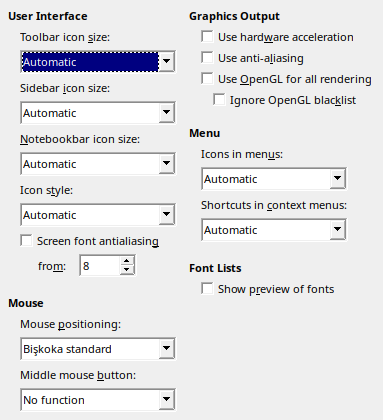 User Interface
Toolbar icon size:
Automatic
Sidebar icon size:
Automatic
Notebookbar icon size:
Automatic
Icon style:
Automatic
Screen font antialiasing
from: 8
Mouse
Mouse positioning:
Bişkoka standard
Middle mouse button:
No function
Graphics Output
Use hardware acceleration
Use anti-aliasing
Use OpenGL for all rendering
Ignore OpenGL blacklist
Menu
Icons in menus:
Automatic
Shortcuts in context menus:
Automatic
Font Lists
Show preview of fonts